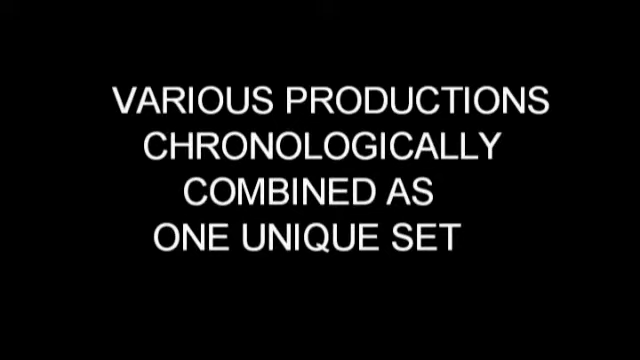 VARIOUS PRODUCTIONS
CHRONOLOGICALLY
COMBINED AS
ONE UNIQUE SET